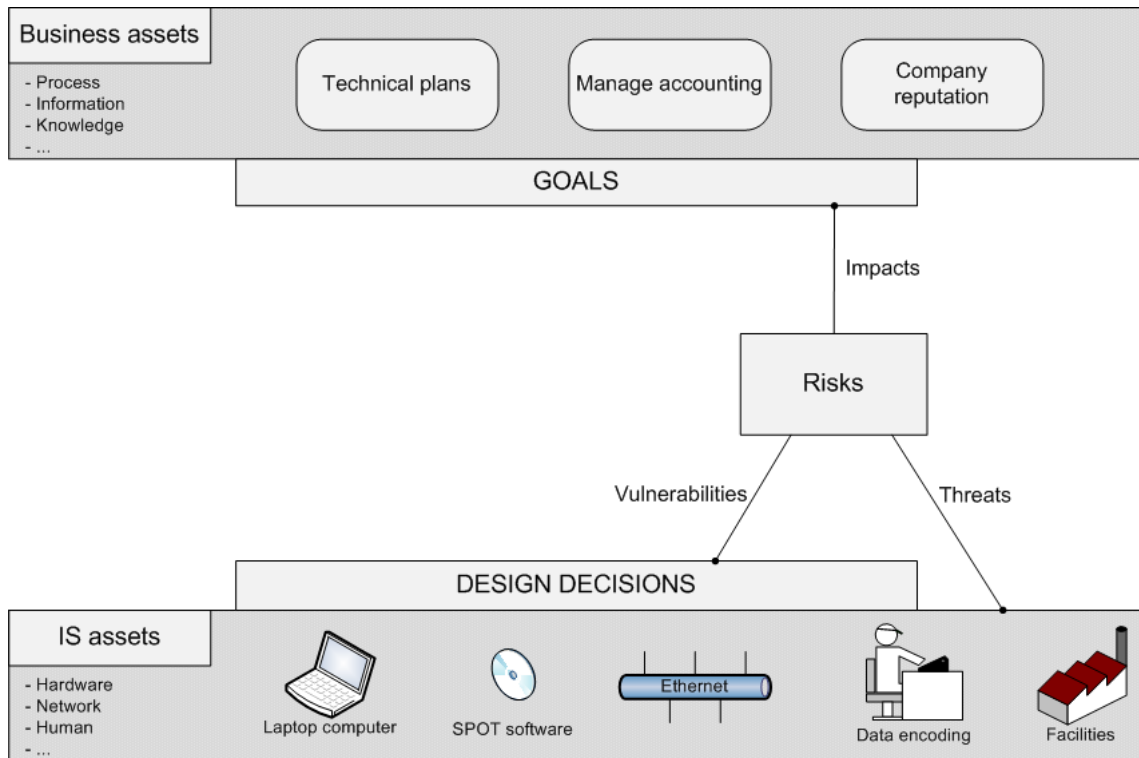 Business assets
- Process
- Information
- Knowledge
- ...
Technical plans
Manage accounting
Company
reputation
GOALS
Impacts
Risks
Vulnerabilities
Threats
DESIGN DECISIONS
IS assets
- Hardware
- Network
- Human
- ...
Laptop computer
SPOT software
Ethernet
Data encoding
Facilities